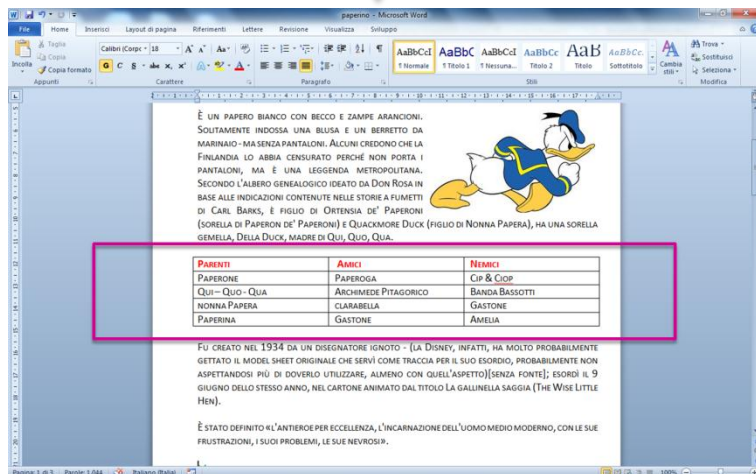 paperino - Microsoft Word
File Home Inserisci Layout di pagina Riferimenti Lettere Revisione Visualizza Sviluppo
Incolla
Taglia
Copia
Copia formato
Calibri (Corpo 18
G C S abc x₂ x²
AaBbCcI AaBbC AaBbCcI AaBbCc AaB AaBbCc.
¶ Normale ¶ Titolo 1 ¶ Nessuna... Titolo 2 Titolo Sottotitolo
Cambia stili
Trova
Sostituisci
Seleziona
Appunti Carattere Paragrafo Stili Modifica
È UN PAPERO BIANCO CON BECCO E ZAMPE ARANCIONI.
SOLITAMENTE INDOSSA UNA BLUSA E UN BERRETTO DA
MARINAIO - MA SENZA PANTALONI. ALCUNI CREDONO CHE LA
FINLANDIA LO ABBIA CENSURATO PERCHÉ NON PORTA I
PANTALONI, MA È UNA LEGGENDA METROPOLITANA.
SECONDO L'ALBERO GENEALOGICO IDEATO DA DON ROSA IN
BASE ALLE INDICAZIONI CONTENUTE NELLE STORIE A FUMETTI
DI CARL BARKS, È FIGLIO DI ORTENSIA DE' PAPERONI
(SORELLA DI PAPERON DE' PAPERONI) E QUACKMORE DUCK (FIGLIO DI NONNA PAPERA), HA UNA SORELLA
GEMELLA, DELLA DUCK, MADRE DI QUI, QUO, QUA.
PARENTI AMICI NEMICI
PAPERONE PAPEROGA CIP & CIOP
QUI – QUO - QUA ARCHIMEDE PITAGORICO BANDA BASSOTTI
NONNA PAPERA CLARABELLA GASTONE
PAPERINA GASTONE AMELIA
FU CREATO NEL 1934 DA UN DISEGNATORE IGNOTO - (LA DISNEY, INFATTI, HA MOLTO PROBABILMENTE
GETTATO IL MODEL SHEET ORIGINALE CHE SERVÌ COME TRACCIA PER IL SUO ESORDIO, PROBABILMENTE NON
ASPETTANDOSI PIÙ DI DOVERLO UTILIZZARE, ALMENO CON QUELL'ASPETTO)[SENZA FONTE]; ESORDÌ IL 9
GIUGNO DELLO STESSO ANNO, NEL CARTONE ANIMATO DAL TITOLO LA GALLINELLA SAGGIA (THE WISE LITTLE
HEN).
È STATO DEFINITO «L'ANTIEROE PER ECCELLENZA, L'INCARNAZIONE DELL'UOMO MEDIO MODERNO, CON LE SUE
FRUSTRAZIONI, I SUOI PROBLEMI, LE SUE NEVROSI».
Pagina: 1 di 3 Parole: 1.044 Italiano (Italia) 100%